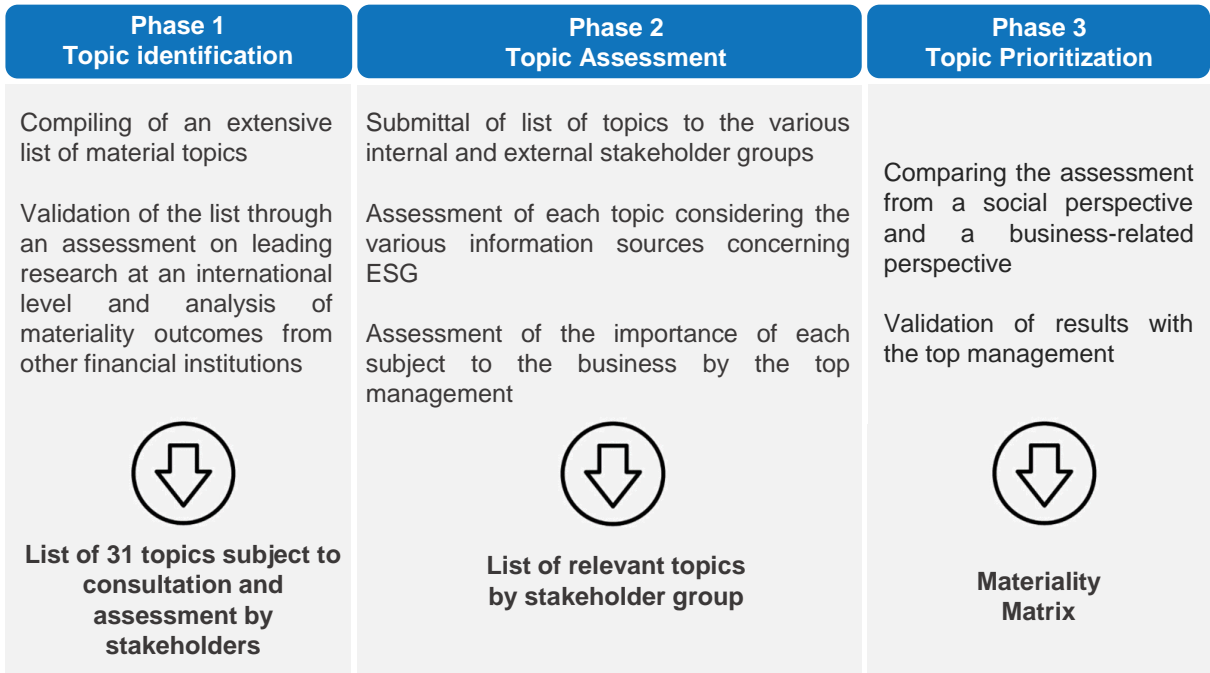 Phase 1
Topic identification
Compiling of an extensive
list of material topics
Validation of the list through
an assessment on leading
research at an international
level and analysis of
materiality outcomes from
other financial institutions
List of 31 topics subject to
consultation and
assessment by
stakeholders
Phase 2
Topic Assessment
Submittal of list of topics to the various
internal and external stakeholder groups
Assessment of each topic considering the
various information sources concerning
ESG
Assessment of the importance of each
subject to the business by the top
management
List of relevant topics
by stakeholder group
Phase 3
Topic Prioritization
Comparing the assessment
from a social perspective
and a business-related
perspective
Validation of results with
the top management
Materiality
Matrix